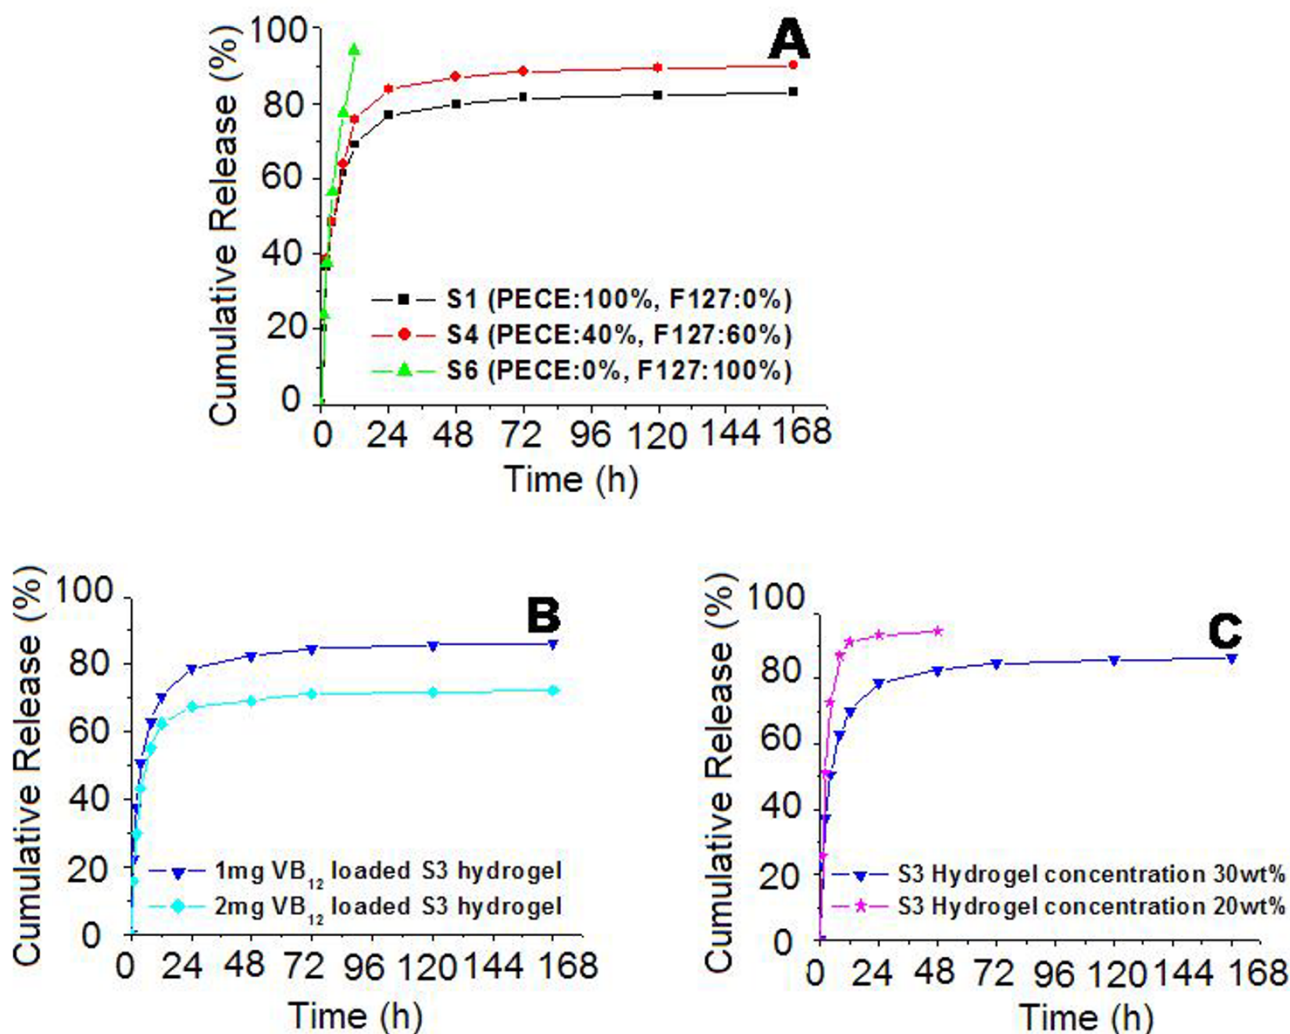 A
Cumulative Release (%)
100
80
60
40
20
0
S1 (PECE:100%, F127:0%)
S4 (PECE:40%, F127:60%)
S6 (PECE:0%, F127:100%)
0 24 48 72 96 120 144 168
Time (h)
B
Cumulative Release (%)
100
80
60
40
20
0
1mg VB12 loaded S3 hydrogel
2mg VB12 loaded S3 hydrogel
0 24 48 72 96 120 144 168
Time (h)
C
Cumulative Release (%)
100
80
60
40
20
0
S3 Hydrogel concentration 30wt%
S3 Hydrogel concentration 20wt%
0 24 48 72 96 120 144 168
Time (h)